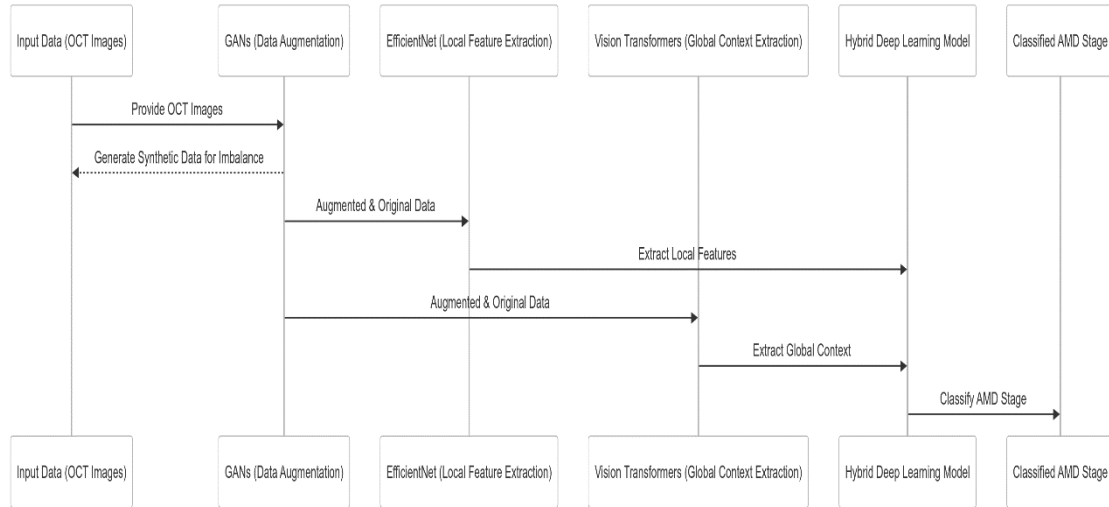 Input Data (OCT Images)
GANs (Data Augmentation)
EfficientNet (Local Feature Extraction)
Vision Transformers (Global Context Extraction)
Hybrid Deep Learning Model
Classified AMD Stage
Provide OCT Images
Generate Synthetic Data for Imbalance
Augmented & Original Data
Extract Local Features
Augmented & Original Data
Extract Global Context
Classify AMD Stage
Input Data (OCT Images)
GANs (Data Augmentation)
EfficientNet (Local Feature Extraction)
Vision Transformers (Global Context Extraction)
Hybrid Deep Learning Model
Classified AMD Stage